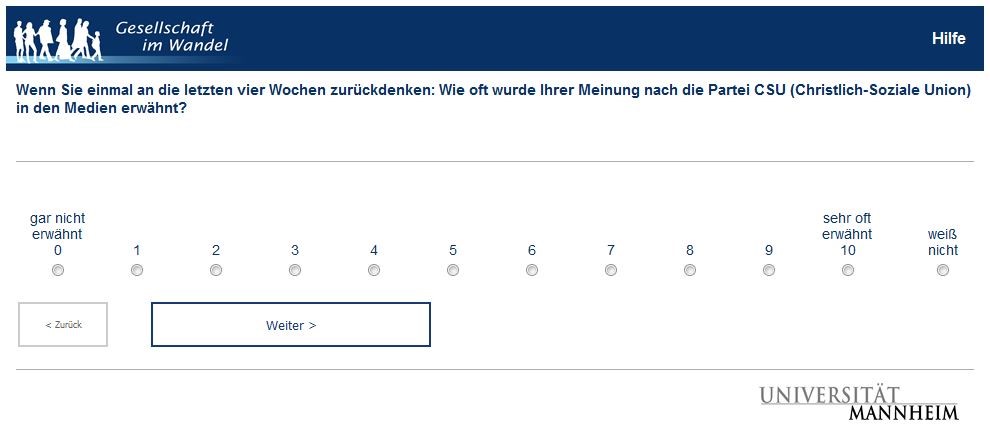 Gesellschaft
im Wandel
Hilfe
Wenn Sie einmal an die letzten vier Wochen zurückdenken: Wie oft wurde Ihrer Meinung nach die Partei CSU (Christlich-Soziale Union)
in den Medien erwähnt?
gar nicht
erwähnt
0
1
2
3
4
5
6
7
8
9
sehr oft
erwähnt
10
weiß
nicht
< Zurück
Weiter >
UNIVERSITÄT
MANNHEIM